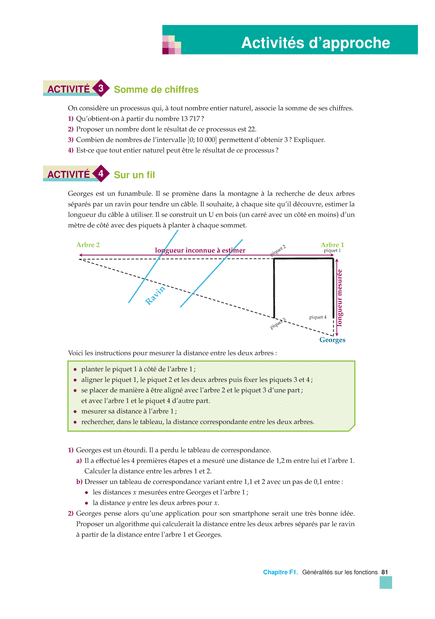 Activités d'approche
ACTIVITÉ 3 Somme de chiffres
On considère un processus qui, à tout nombre entier naturel, associe la somme de ses chiffres.
1) Qu'obtient-on à partir du nombre 13 717 ?
2) Proposer un nombre dont le résultat de ce processus est 22.
3) Combien de nombres de l'intervalle [0; 10 000] permettent d'obtenir 3 ? Expliquer.
4) Est-ce que tout entier naturel peut être le résultat de ce processus ?
ACTIVITÉ 4 Sur un fil
Georges est un funambule. Il se promène dans la montagne à la recherche de deux arbres
séparés par un ravin pour tendre un câble. Il souhaite, à chaque site qu'il découvre, estimer la
longueur du câble à utiliser. Il se construit un U en bois (un carré avec un côté en moins) d'un
mètre de côté avec des piquets à planter à chaque sommet.
Arbre 2
longueur inconnue à estimer
piquet 2
Arbre 1
piquet 1
Ravin
longueur mesurée
piquet 3
piquet 4
Georges
Voici les instructions pour mesurer la distance entre les deux arbres :
• planter le piquet 1 à côté de l'arbre 1 ;
• aligner le piquet 1, le piquet 2 et les deux arbres puis fixer les piquets 3 et 4 ;
• se placer de manière à être aligné avec l'arbre 2 et le piquet 3 d'une part ;
et avec l'arbre 1 et le piquet 4 d'autre part.
• mesurer sa distance à l'arbre 1 ;
• rechercher, dans le tableau, la distance correspondante entre les deux arbres.
1) Georges est un étourdi. Il a perdu le tableau de correspondance.
a) Il a effectué les 4 premières étapes et a mesuré une distance de 1,2 m entre lui et l'arbre 1.
Calculer la distance entre les arbres 1 et 2.
b) Dresser un tableau de correspondance variant entre 1,1 et 2 avec un pas de 0,1 entre :
• les distances x mesurées entre Georges et l'arbre 1 ;
• la distance y entre les deux arbres pour x.
2) Georges pense alors qu'une application pour son smartphone serait une très bonne idée.
Proposer un algorithme qui calculerait la distance entre les deux arbres séparés par le ravin
à partir de la distance entre l'arbre 1 et Georges.
Chapitre F1. Généralités sur les fonctions 81